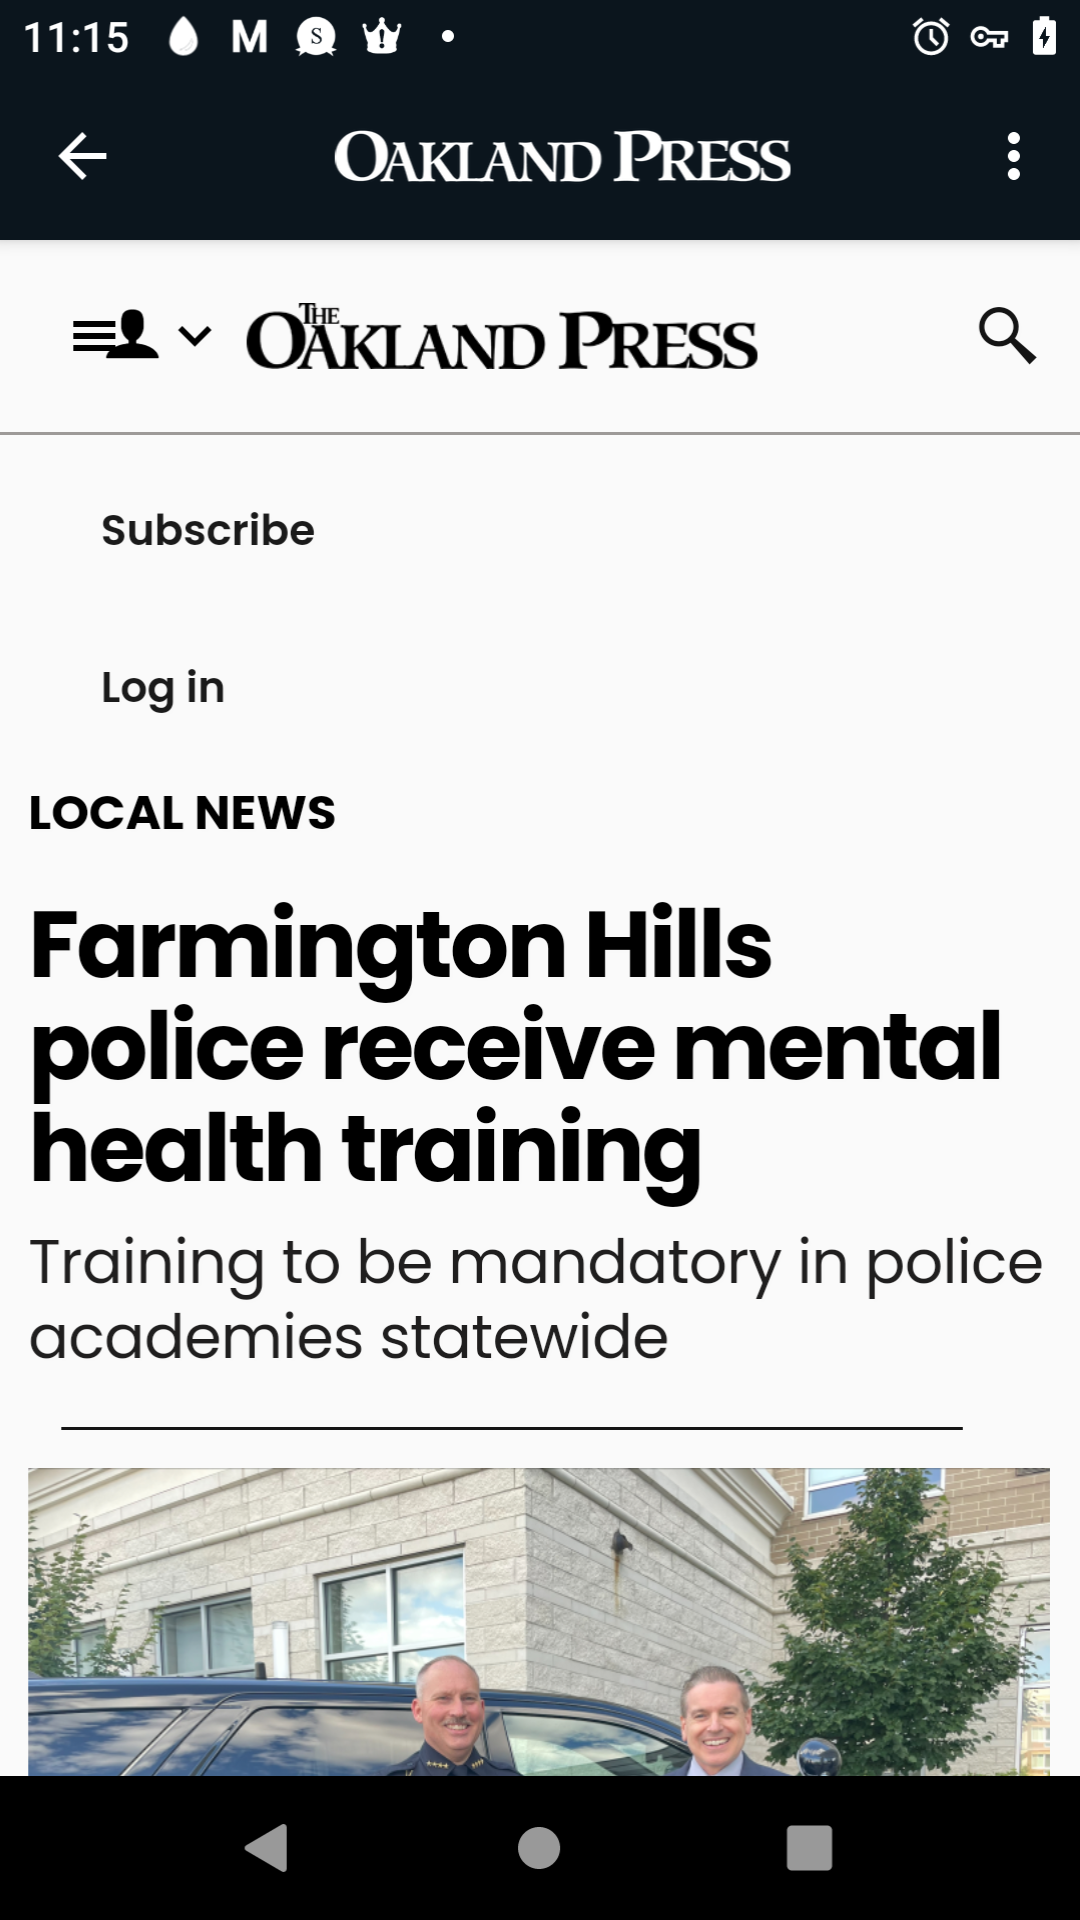 11:15
M
S
OAKLAND PRESS
THE
OAKLAND PRESS
Subscribe
Log in
LOCAL NEWS
Farmington Hills
police receive mental
health training
Training to be mandatory in police
academies statewide